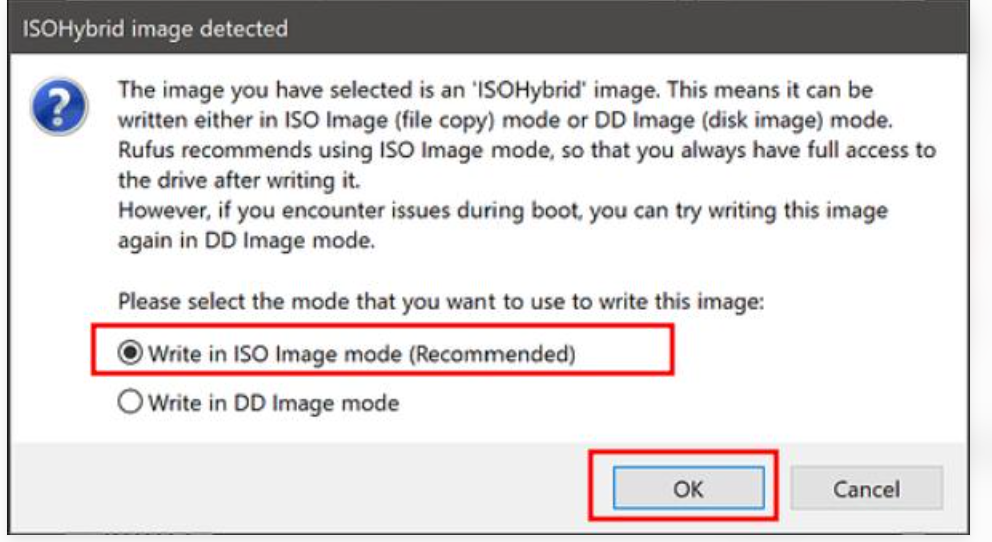 ISOHybrid image detected
The image you have selected is an 'ISOHybrid' image. This means it can be
written either in ISO Image (file copy) mode or DD Image (disk image) mode.
Rufus recommends using ISO Image mode, so that you always have full access to
the drive after writing it.
However, if you encounter issues during boot, you can try writing this image
again in DD Image mode.
Please select the mode that you want to use to write this image:
Write in ISO Image mode (Recommended)
Write in DD Image mode
OK Cancel